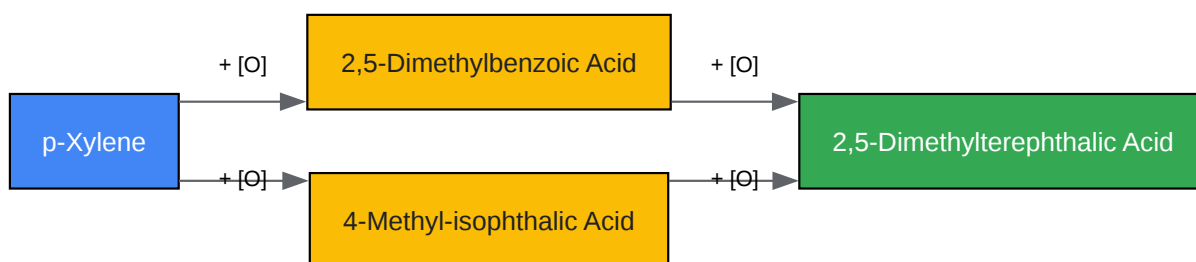 + [O]
2,5-Dimethylbenzoic Acid
+ [O]
p-Xylene
2,5-Dimethylterephthalic Acid
+ [O]
4-Methyl-isophthalic Acid
+ [O]